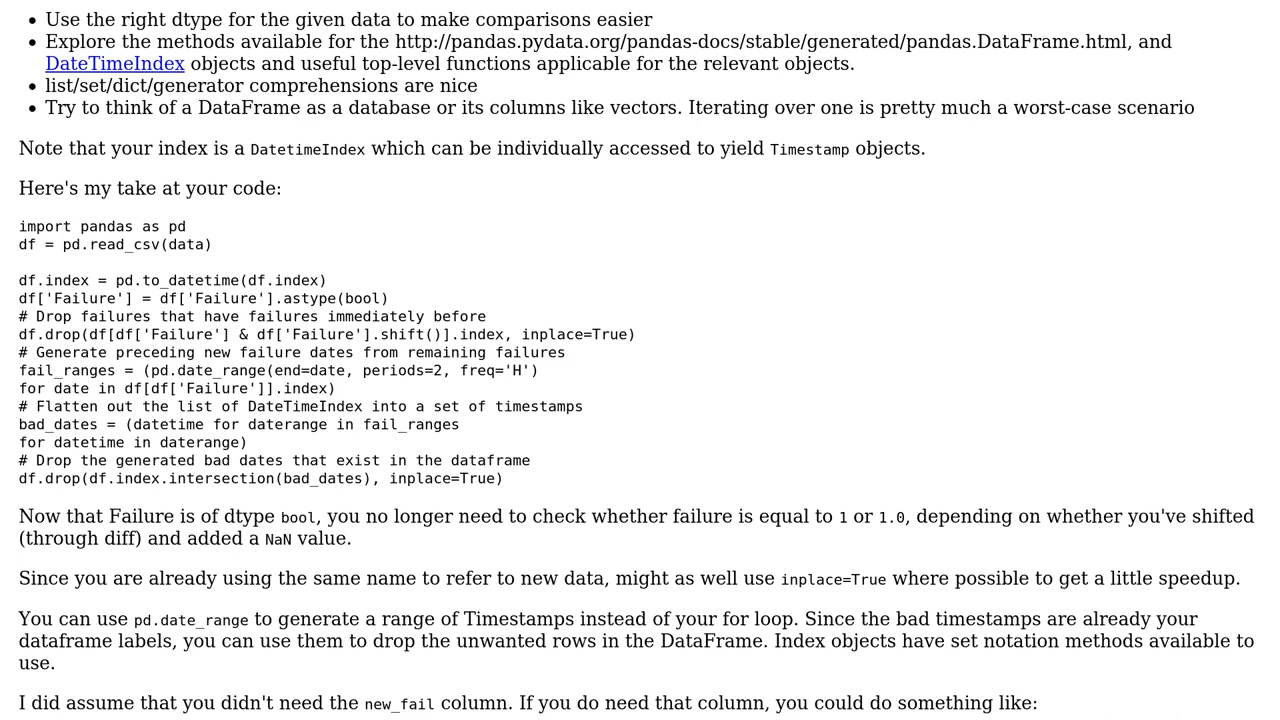 Use the right dtype for the given data to make comparisons easier
Explore the methods available for the http://pandas.pydata.org/pandas-docs/stable/generated/pandas.DataFrame.html, and
DateTimeIndex objects and useful top-level functions applicable for the relevant objects.
list/set/dict/generator comprehensions are nice
Try to think of a DataFrame as a database or its columns like vectors. Iterating over one is pretty much a worst-case scenario
Note that your index is a DatetimeIndex which can be individually accessed to yield Timestamp objects.
Here's my take at your code:
import pandas as pd
df = pd.read_csv(data)
df.index = pd.to_datetime(df.index)
df['Failure'] = df['Failure'].astype(bool)
# Drop failures that have failures immediately before
df.drop(df[df['Failure'] & df['Failure'].shift()].index, inplace=True)
# Generate preceding new failure dates from remaining failures
fail_ranges = (pd.date_range(end=date, periods=2, freq='H')
for date in df[df['Failure']].index)
# Flatten out the list of DateTimeIndex into a set of timestamps
bad_dates = (datetime for daterange in fail_ranges
for datetime in daterange)
# Drop the generated bad dates that exist in the dataframe
df.drop(df.index.intersection(bad_dates), inplace=True)
Now that Failure is of dtype bool, you no longer need to check whether failure is equal to 1 or 1.0, depending on whether you've shifted
(through diff) and added a NaN value.
Since you are already using the same name to refer to new data, might as well use inplace=True where possible to get a little speedup.
You can use pd.date_range to generate a range of Timestamps instead of your for loop. Since the bad timestamps are already your
dataframe labels, you can use them to drop the unwanted rows in the DataFrame. Index objects have set notation methods available to
use.
I did assume that you didn't need the new_fail column. If you do need that column, you could do something like: